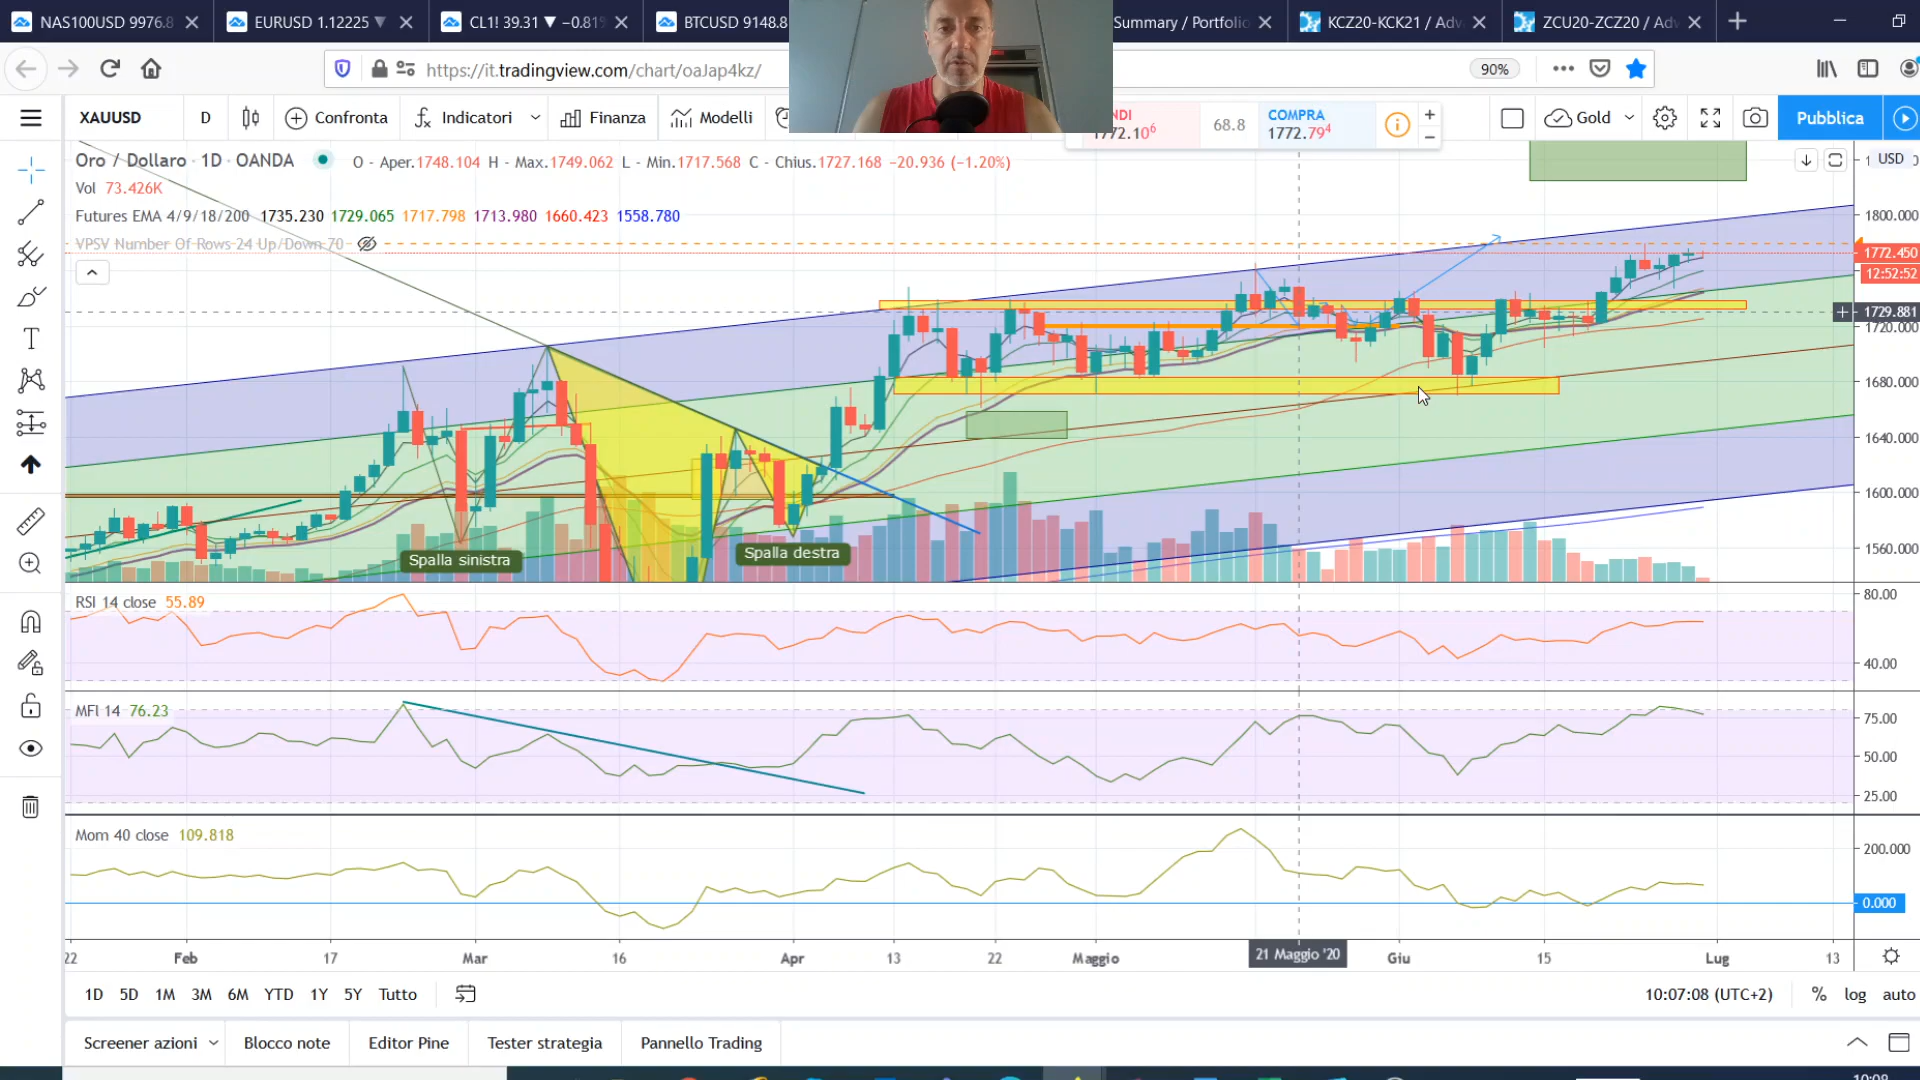 NAS100USD 9976.8
EURUSD 1.12225 ▼
CL1! 39.31 ▼ −0.81%
BTCUSD 9148.8
Summary / Portfolio
KCZ20-KCK21 / Adv
ZCU20-ZCZ20 / Adv
https://it.tradingview.com/chart/oaJap4kz/
90%
XAUUSD
D
Confronta
Indicatori
Finanza
Modelli
NDI
1772.106
68.8
COMPRA
1772.794
Gold
Pubblica
Oro / Dollaro · 1D · OANDA
O - Aper.1748.104 H - Max.1749.062 L - Min.1717.568 C - Chius.1727.168 −20.936 (−1.20%)
USD
Vol 73.426K
Futures EMA 4/9/18/200 1735.230 1729.065 1717.798 1713.980 1660.423 1558.780
VPSV Number Of Rows 24 Up/Down 70
1800.000
1772.450
12:52:52
1729.881
1720.000
1680.000
1640.000
1600.000
1560.000
Spalla sinistra
Spalla destra
RSI 14 close 55.89
80.00
40.00
MFI 14 76.23
75.00
50.00
25.00
Mom 40 close 109.818
200.000
0.000
22 Feb 17 Mar 16 Apr 13 22 Maggio 21 Maggio '20 Giu 15 Lug 13
1D 5D 1M 3M 6M YTD 1Y 5Y Tutto
10:07:08 (UTC+2) % log auto
Screener azioni Blocco note Editor Pine Tester strategia Pannello Trading
10:08